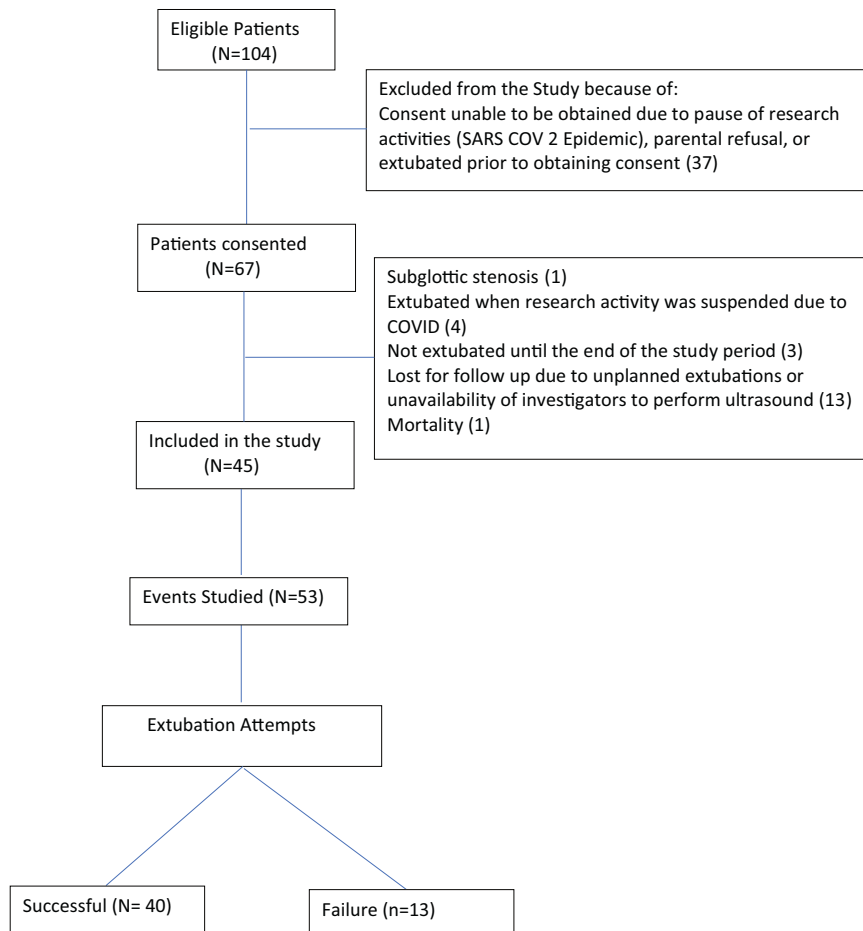 Eligible Patients
(N=104)
Excluded from the Study because of:
Consent unable to be obtained due to pause of research
activities (SARS COV 2 Epidemic), parental refusal, or
extubated prior to obtaining consent (37)
Patients consented
(N=67)
Subglottic stenosis (1)
Extubated when research activity was suspended due to
COVID (4)
Not extubated until the end of the study period (3)
Lost for follow up due to unplanned extubations or
unavailability of investigators to perform ultrasound (13)
Mortality (1)
Included in the study
(N=45)
Events Studied (N=53)
Extubation Attempts
Successful (N= 40)
Failure (n=13)